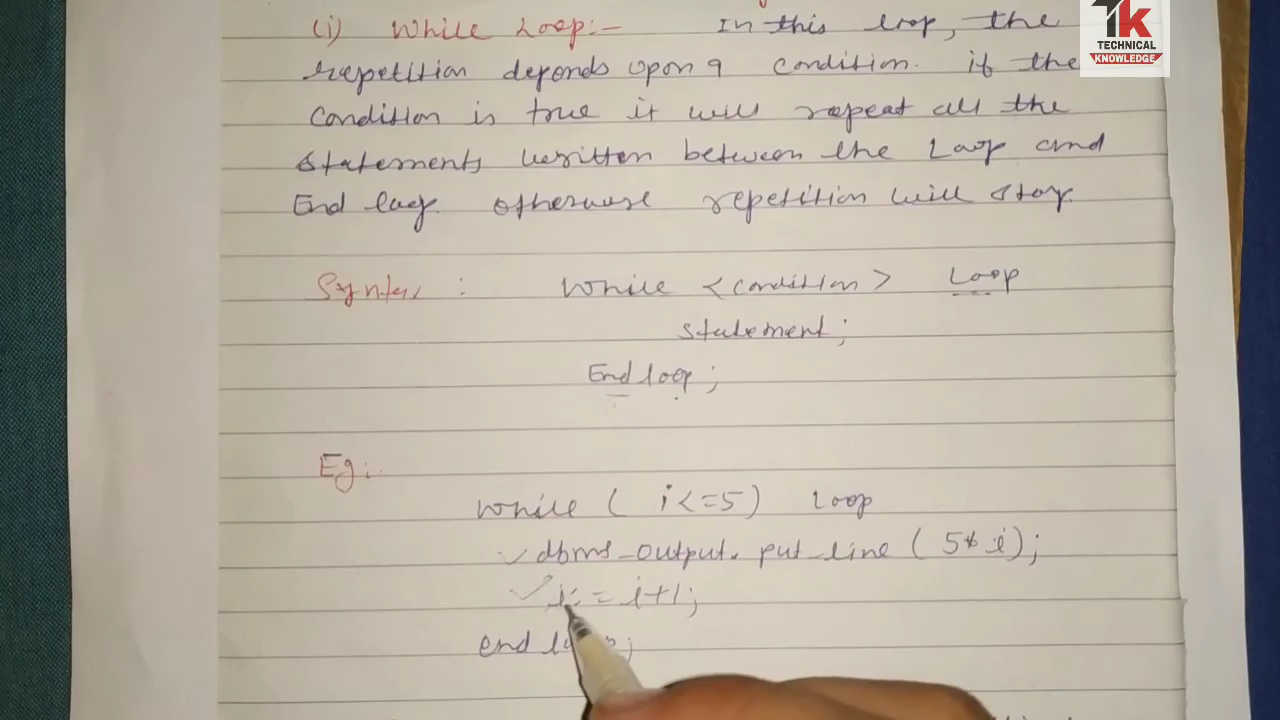 TK
TECHNICAL
KNOWLEDGE
(i) While Loop:- In this loop, the
repetition depends upon a condition. if the
condition is true it will repeat all the
statements written between the Loop and
End loop. otherwise repetition will stop.
Syntax : While <condition> Loop
statement;
End loop;
Eg:.
while ( i<=5) Loop
dbms_output. put_line ( 5* i);
i:= i+1;
end loop;